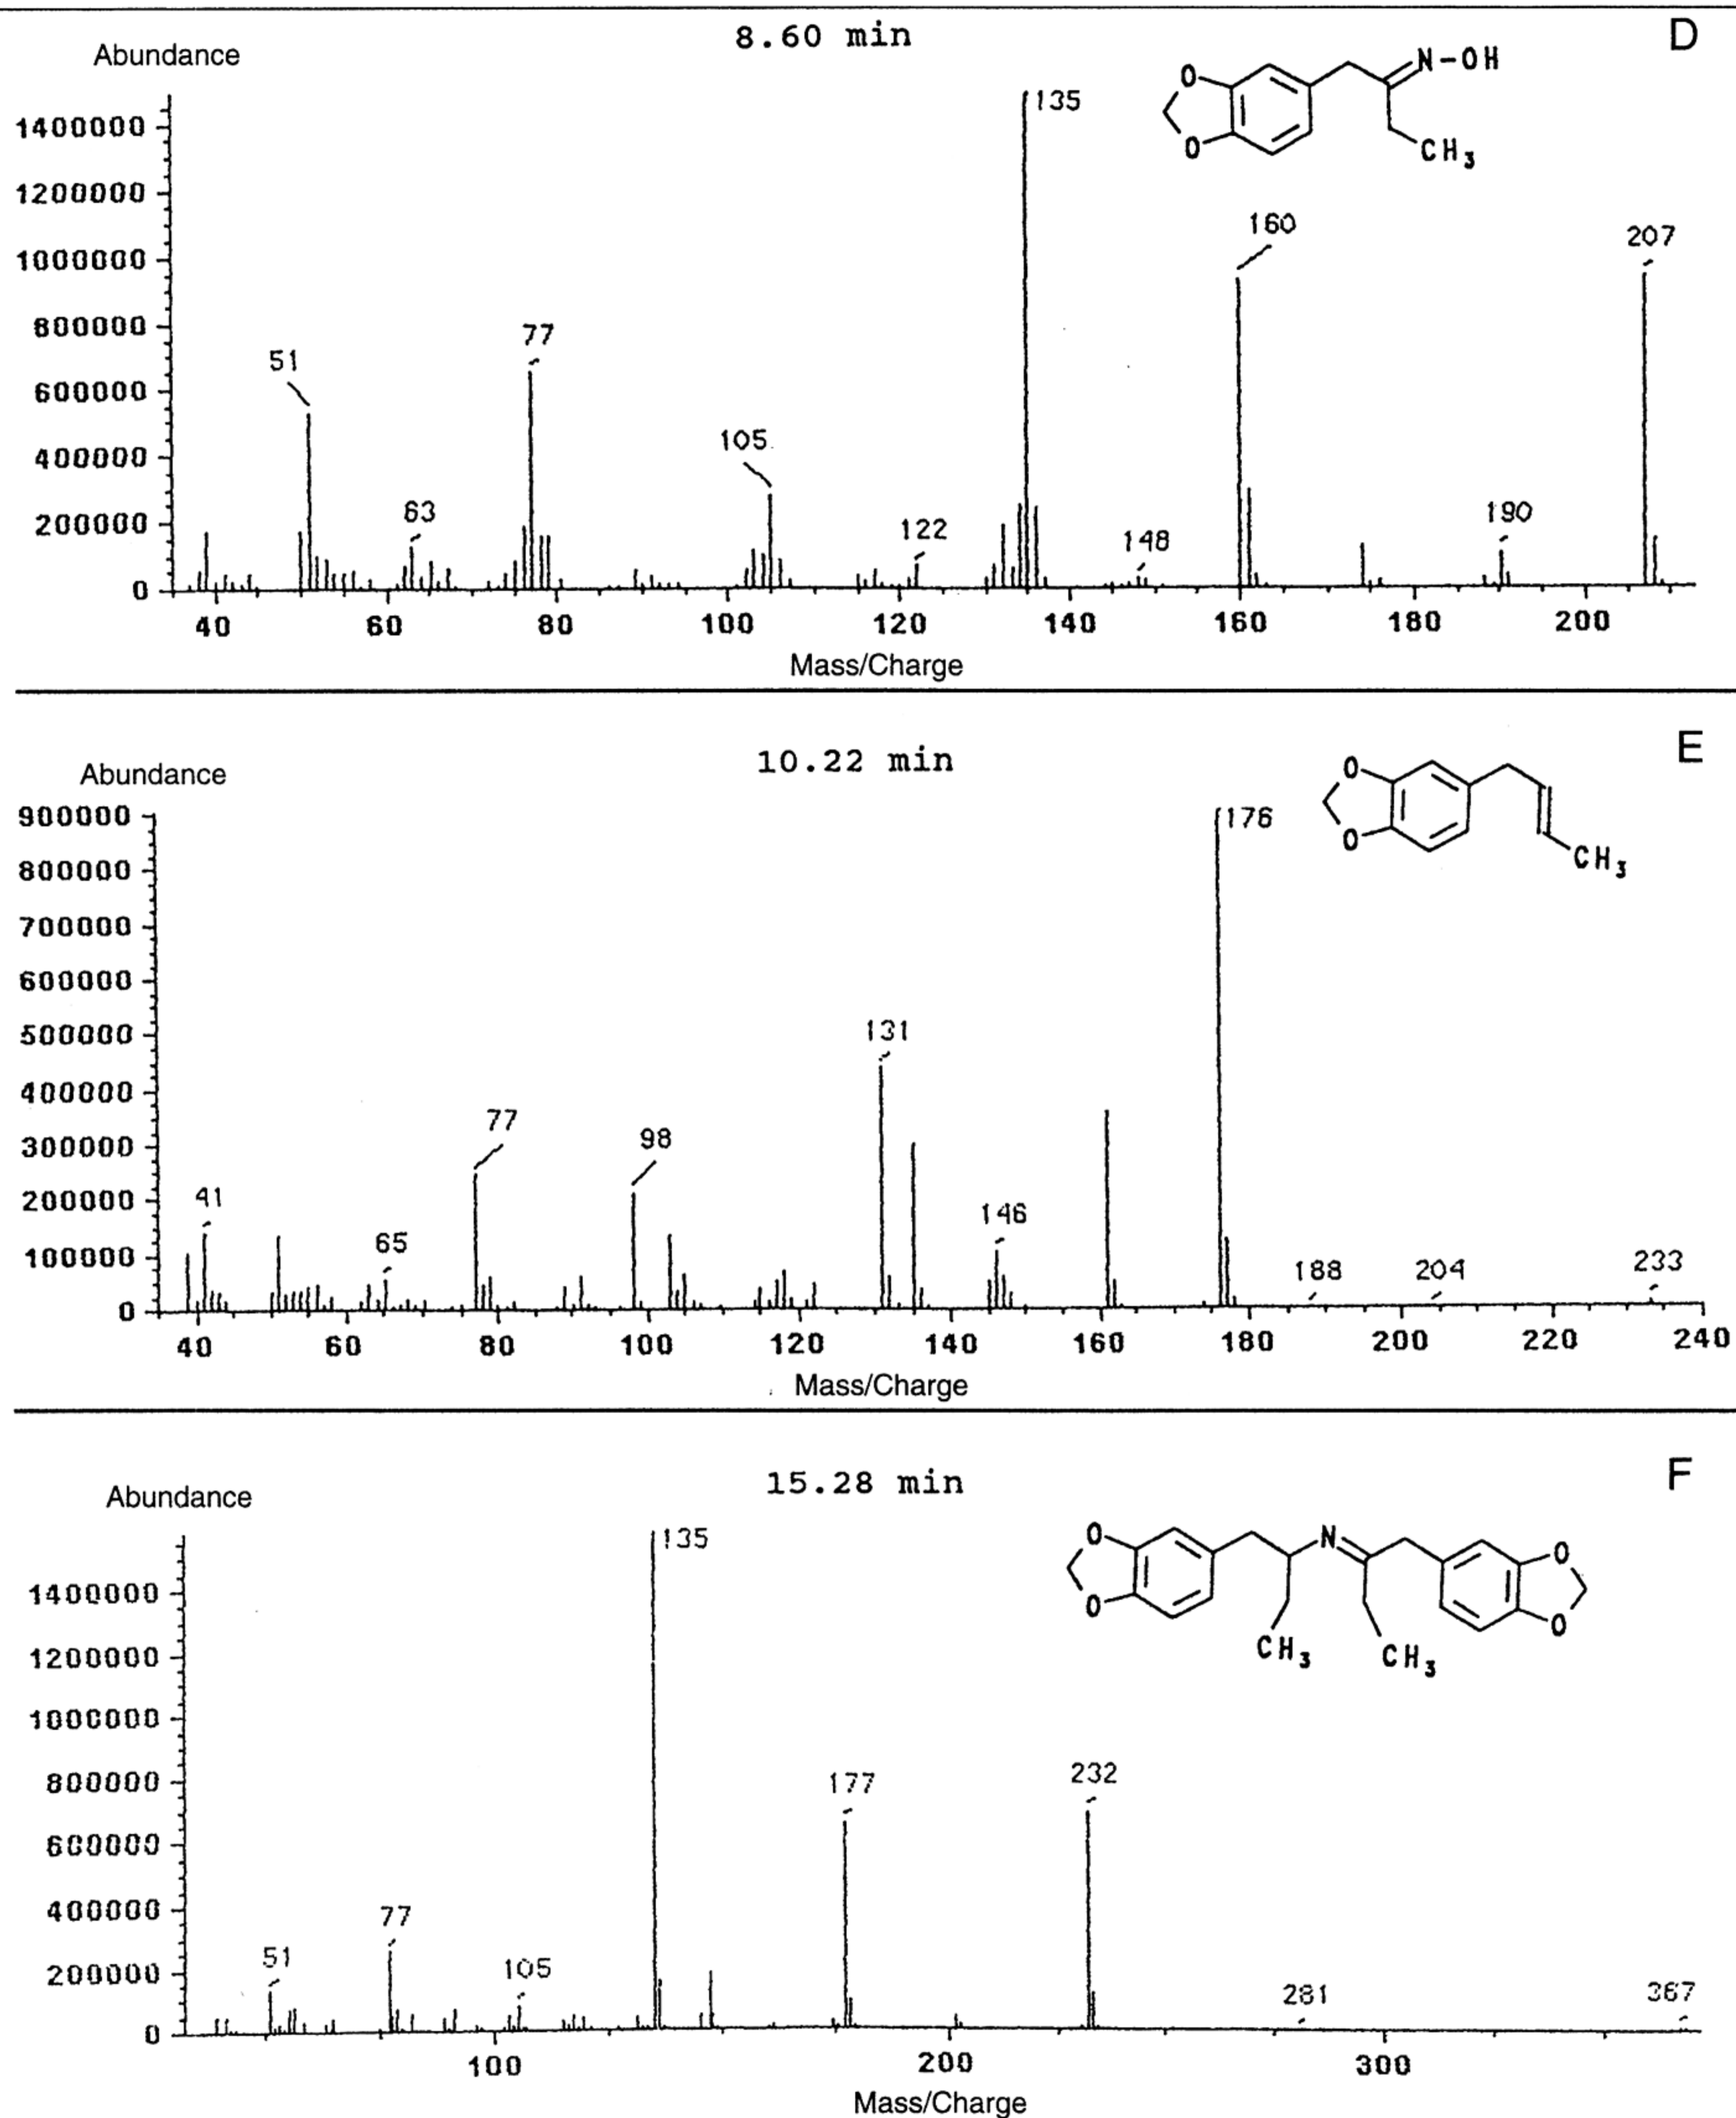 8.60 min
D
Abundance
N-OH
O
O
CH3
1400000
1200000
1000000
800000
600000
400000
200000
0
135
160
207
77
51
105
63
122
148
190
40 60 80 100 120 140 160 180 200
Mass/Charge
10.22 min
E
Abundance
O
O
CH3
900000
800000
700000
600000
500000
400000
300000
200000
100000
0
176
131
77
98
41
65
146
188
204
233
40 60 80 100 120 140 160 180 200 220 240
Mass/Charge
15.28 min
F
Abundance
O
O
N
O
O
CH3
CH3
1400000
1200000
1000000
800000
600000
400000
200000
0
135
177
232
77
51
105
281
367
100 200 300
Mass/Charge